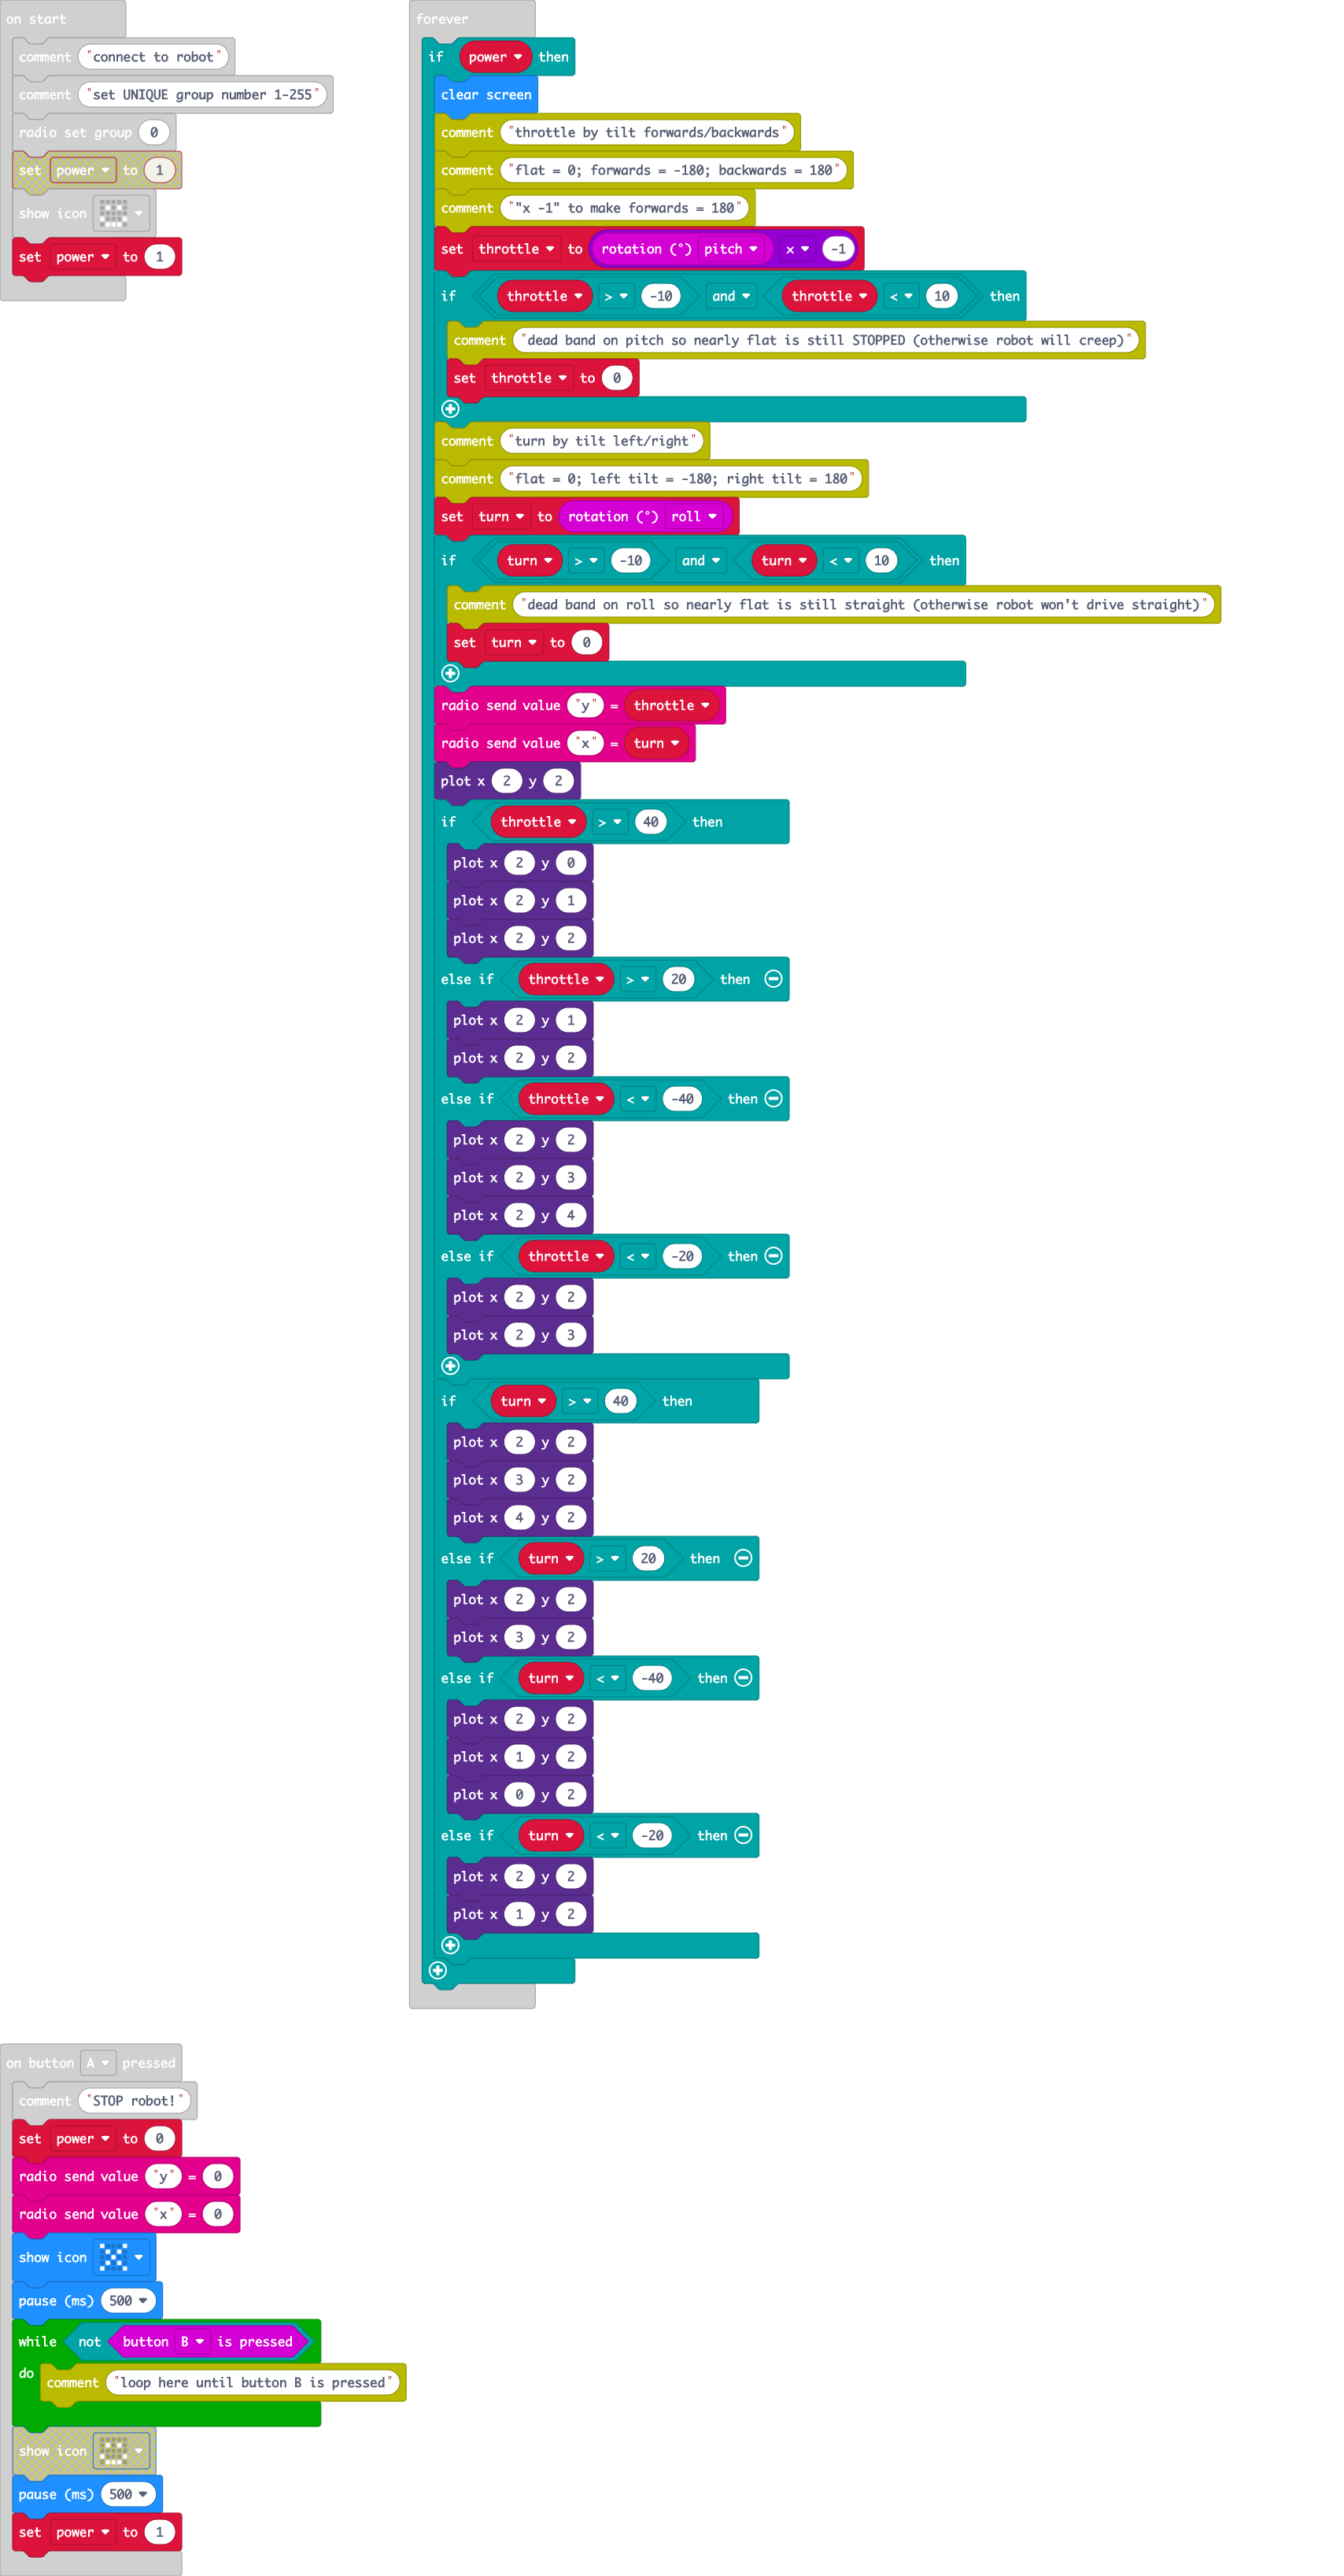 on start
comment "connect to robot"
comment "set UNIQUE group number 1-255"
radio set group 0
set power to 1
show icon
set power to 1
forever
if power then
clear screen
comment "throttle by tilt forwards/backwards"
comment "flat = 0; forwards = -180; backwards = 180"
comment ""x -1" to make forwards = 180"
set throttle to rotation (°) pitch x -1
if throttle > -10 and throttle < 10 then
comment "dead band on pitch so nearly flat is still STOPPED (otherwise robot will creep)"
set throttle to 0
comment "turn by tilt left/right"
comment "flat = 0; left tilt = -180; right tilt = 180"
set turn to rotation (°) roll
if turn > -10 and turn < 10 then
comment "dead band on roll so nearly flat is still straight (otherwise robot won't drive straight)"
set turn to 0
radio send value "y" = throttle
radio send value "x" = turn
plot x 2 y 2
if throttle > 40 then
plot x 2 y 0
plot x 2 y 1
plot x 2 y 2
else if throttle > 20 then
plot x 2 y 1
plot x 2 y 2
else if throttle < -40 then
plot x 2 y 2
plot x 2 y 3
plot x 2 y 4
else if throttle < -20 then
plot x 2 y 2
plot x 2 y 3
if turn > 40 then
plot x 2 y 2
plot x 3 y 2
plot x 4 y 2
else if turn > 20 then
plot x 2 y 2
plot x 3 y 2
else if turn < -40 then
plot x 2 y 2
plot x 1 y 2
plot x 0 y 2
else if turn < -20 then
plot x 2 y 2
plot x 1 y 2
on button A pressed
comment "STOP robot!"
set power to 0
radio send value "y" = 0
radio send value "x" = 0
show icon
pause (ms) 500
while not button B is pressed
do comment "loop here until button B is pressed"
show icon
pause (ms) 500
set power to 1